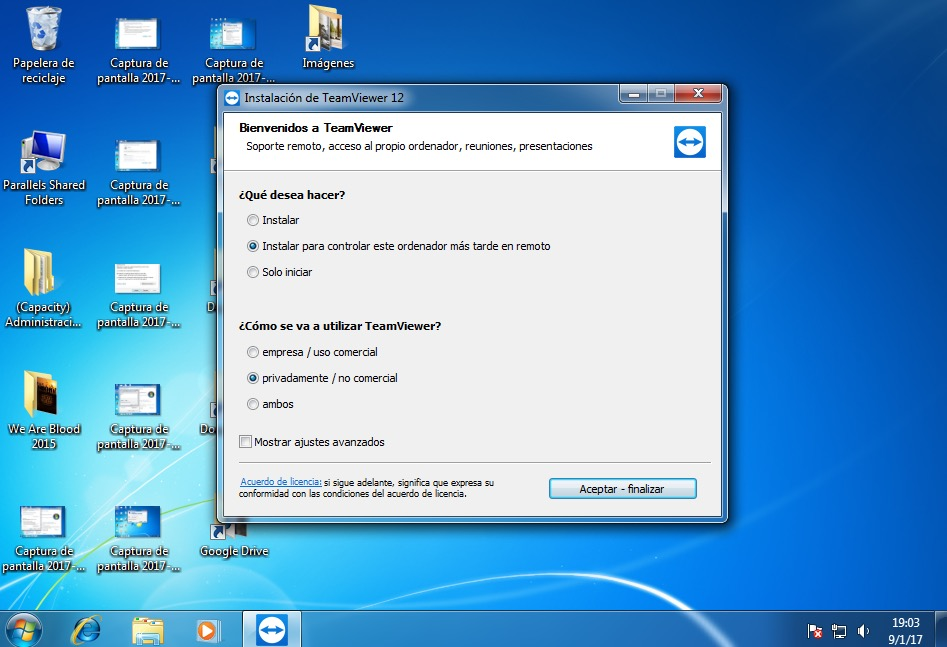 Papelera de
reciclaje
Captura de
pantalla 2017-...
Captura de
pantalla 2017-...
Imágenes
Parallels Shared
Folders
Captura de
pantalla 2017-...
(Capacity)
Administraci...
Captura de
pantalla 2017-...
We Are Blood
2015
Captura de
pantalla 2017-...
Captura de
pantalla 2017-...
Captura de
pantalla 2017-...
Google Drive
Instalación de TeamViewer 12
Bienvenidos a TeamViewer
Soporte remoto, acceso al propio ordenador, reuniones, presentaciones
¿Qué desea hacer?
Instalar
Instalar para controlar este ordenador más tarde en remoto
Solo iniciar
¿Cómo se va a utilizar TeamViewer?
empresa / uso comercial
privadamente / no comercial
ambos
Mostrar ajustes avanzados
Acuerdo de licencia: si sigue adelante, significa que expresa su
conformidad con las condiciones del acuerdo de licencia.
Aceptar - finalizar
19:03
9/1/17